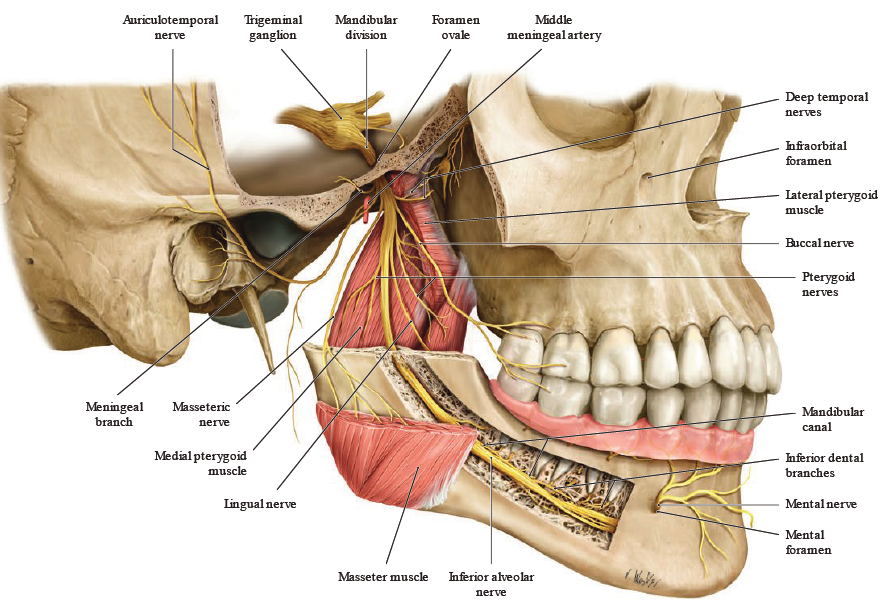 Auriculotemporal
nerve
Trigeminal
ganglion
Mandibular
division
Foramen
ovale
Middle
meningeal artery
Deep temporal
nerves
Infraorbital
foramen
Lateral pterygoid
muscle
Buccal nerve
Pterygoid
nerves
Meningeal
branch
Masseteric
nerve
Mandibular
canal
Medial pterygoid
muscle
Inferior dental
branches
Lingual nerve
Mental nerve
Mental
foramen
Masseter muscle
Inferior alveolar
nerve